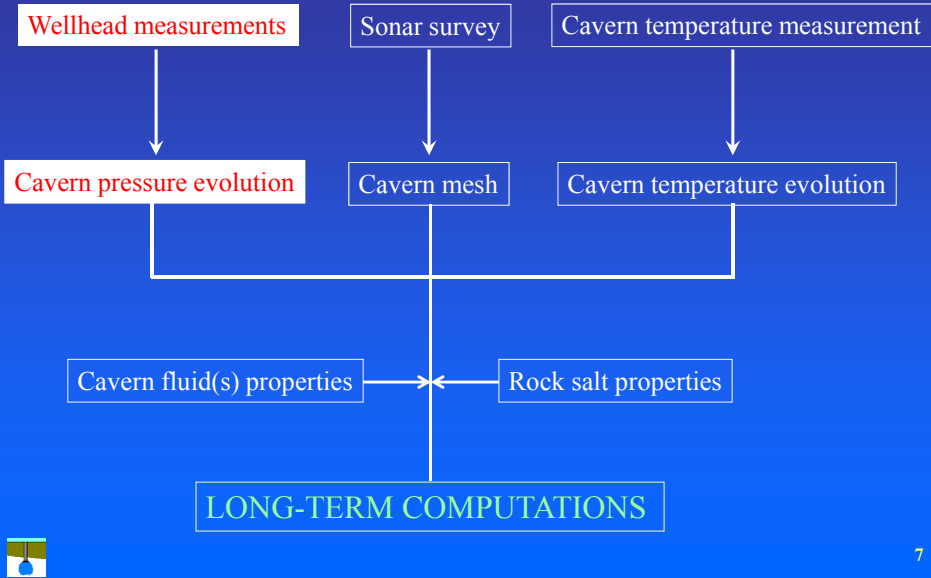 Wellhead measurements
Sonar survey
Cavern temperature measurement
Cavern pressure evolution
Cavern mesh
Cavern temperature evolution
Cavern fluid(s) properties
Rock salt properties
LONG-TERM COMPUTATIONS
7